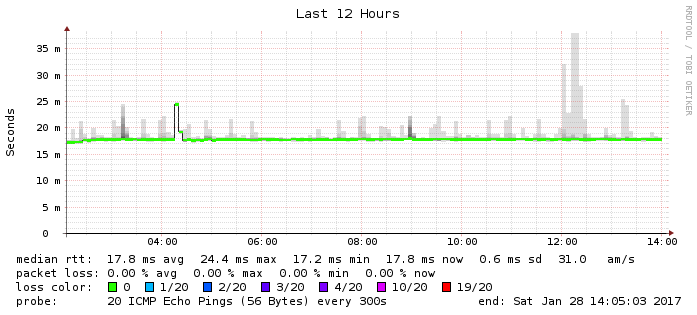 Last 12 Hours
RRDTOOL / TOBI OETIKER
Seconds
35 m
30 m
25 m
20 m
15 m
10 m
5 m
0
04:00 06:00 08:00 10:00 12:00 14:00
median rtt: 17.8 ms avg 24.4 ms max 17.2 ms min 17.8 ms now 0.6 ms sd 31.0 am/s
packet loss: 0.00 % avg 0.00 % max 0.00 % min 0.00 % now
loss color: 0 1/20 2/20 3/20 4/20 10/20 19/20
probe: 20 ICMP Echo Pings (56 Bytes) every 300s end: Sat Jan 28 14:05:03 2017